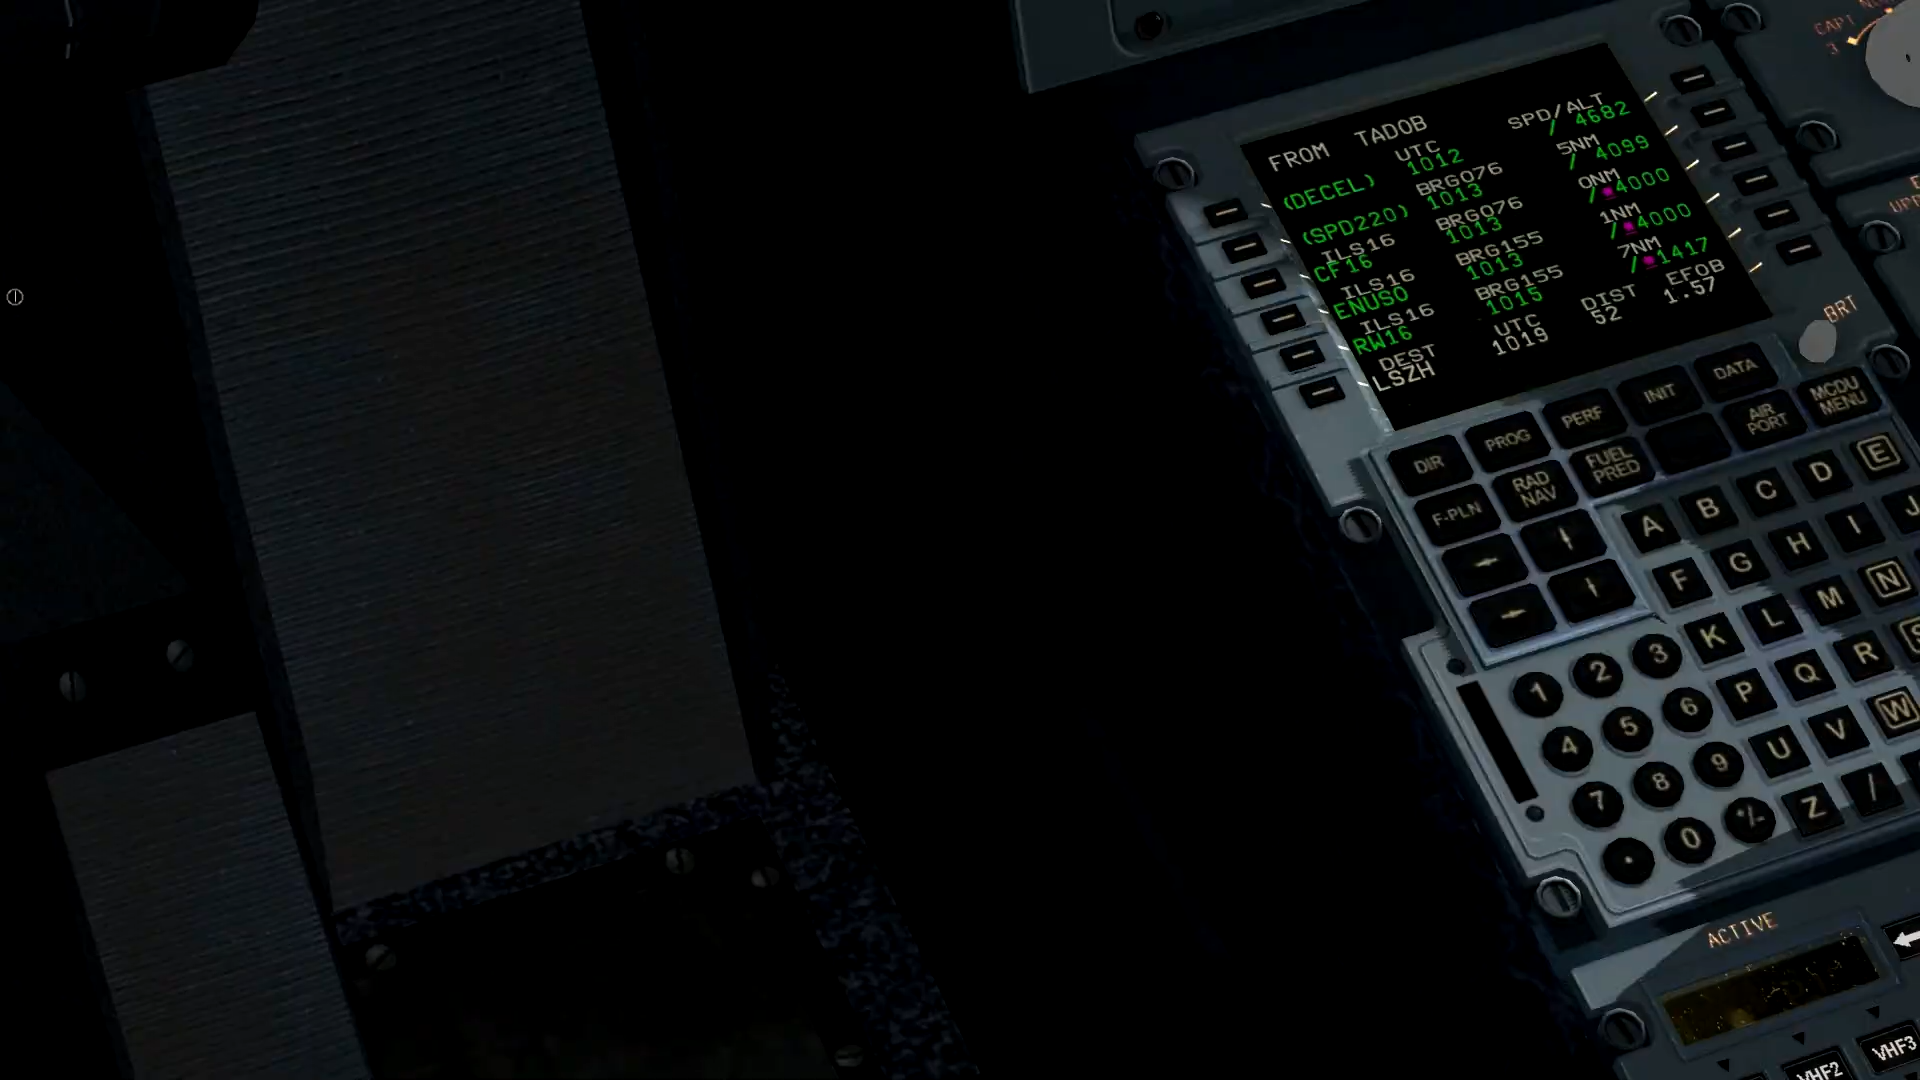 FROM TADOB
UTC SPD/ALT
(DECEL) 1012 / 4682
BRG076 5NM
(SPD220) 1013 / 4099
ILS16 BRG076 0NM
CF16 1013 /*4000
ILS16 BRG155 1NM
ENUSO 1013 /*4000
ILS16 BRG155 7NM
RW16 1015 /*1417
DEST UTC DIST EFOB
LSZH 1019 52 1.57
BRT
DIR PROG PERF INIT DATA
F-PLN RAD NAV FUEL PRED AIR PORT MCDU MENU
A B C D E
F G H I J
K L M N
P Q R S
U V W
Z /
1 2 3
4 5 6
7 8 9
. 0 +/-
ACTIVE
VHF2 VHF3
CAPT
3